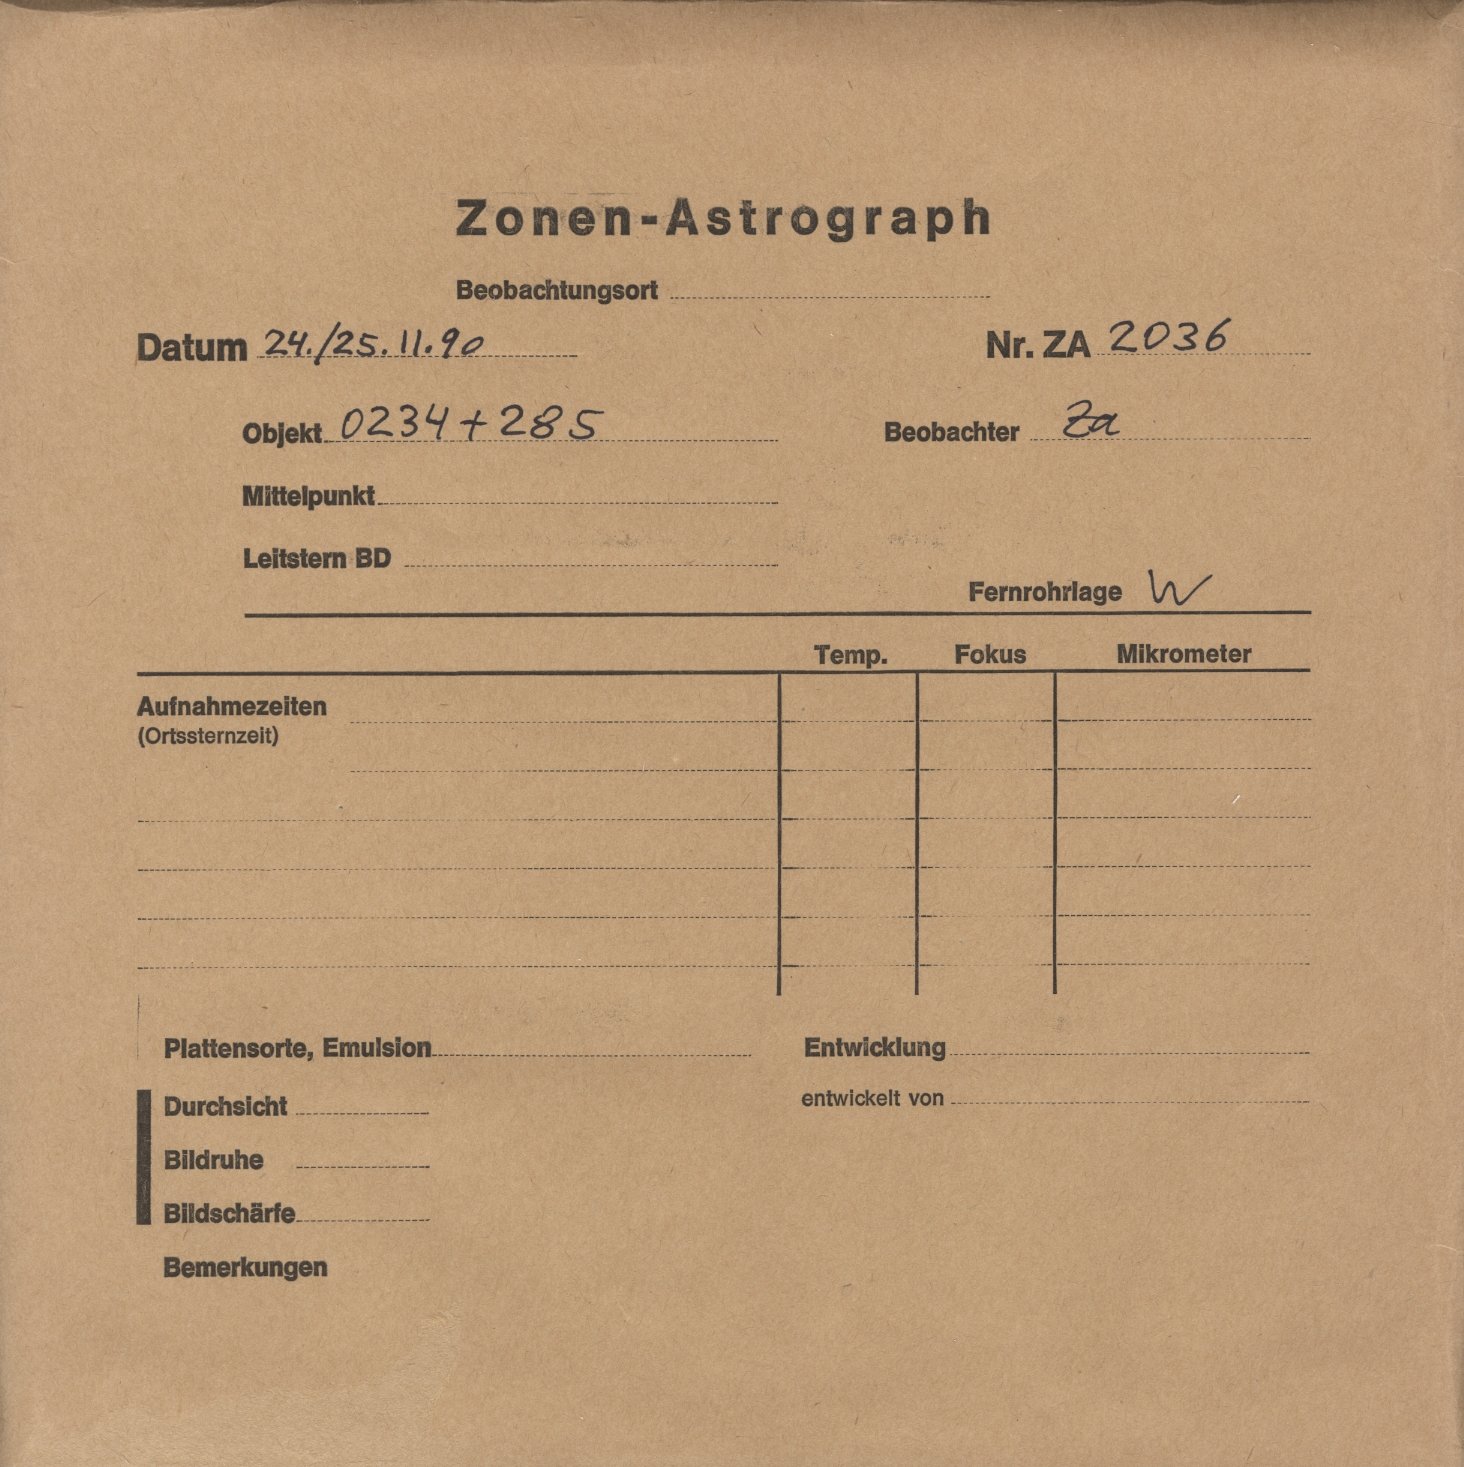 Zonen-Astrograph
Beobachtungsort
Datum 24./25.11.90 Nr. ZA 2036
Objekt 0234+285 Beobachter Za
Mittelpunkt
Leitstern BD
Fernrohrlage W
Temp. Fokus Mikrometer
Aufnahmezeiten
(Ortssternzeit)
Plattensorte, Emulsion Entwicklung
Durchsicht entwickelt von
Bildruhe
Bildschärfe
Bemerkungen